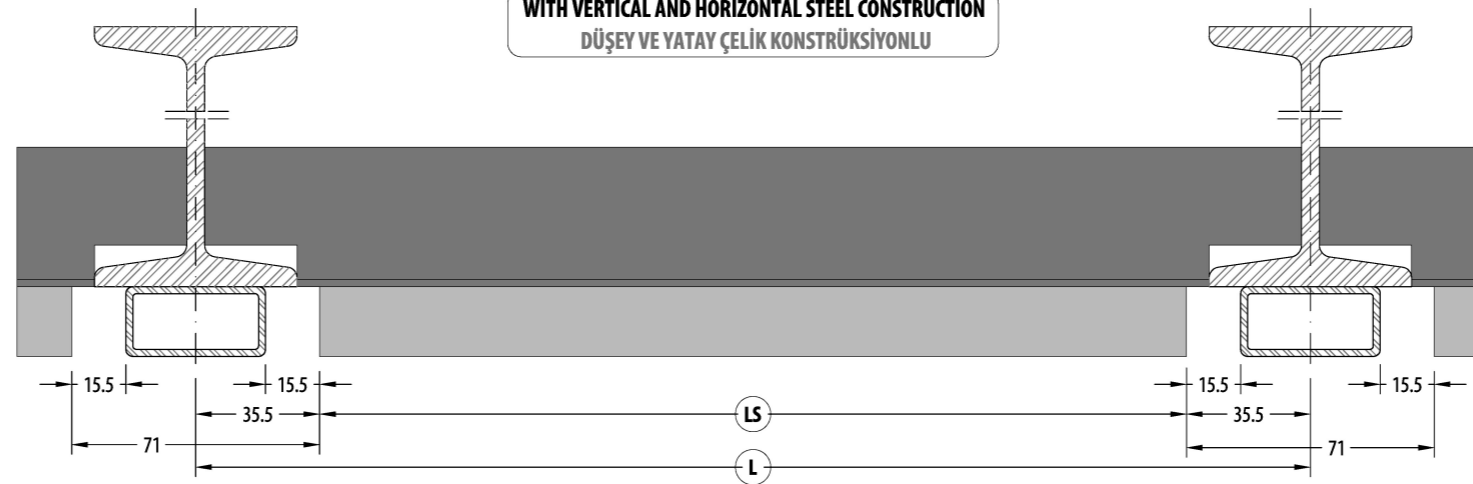 WITH VERTICAL AND HORIZONTAL STEEL CONSTRUCTION
DÜŞEY VE YATAY ÇELİK KONSTRÜKSİYONLU
15.5 15.5 15.5 15.5
35.5 LS 35.5
71 71
L